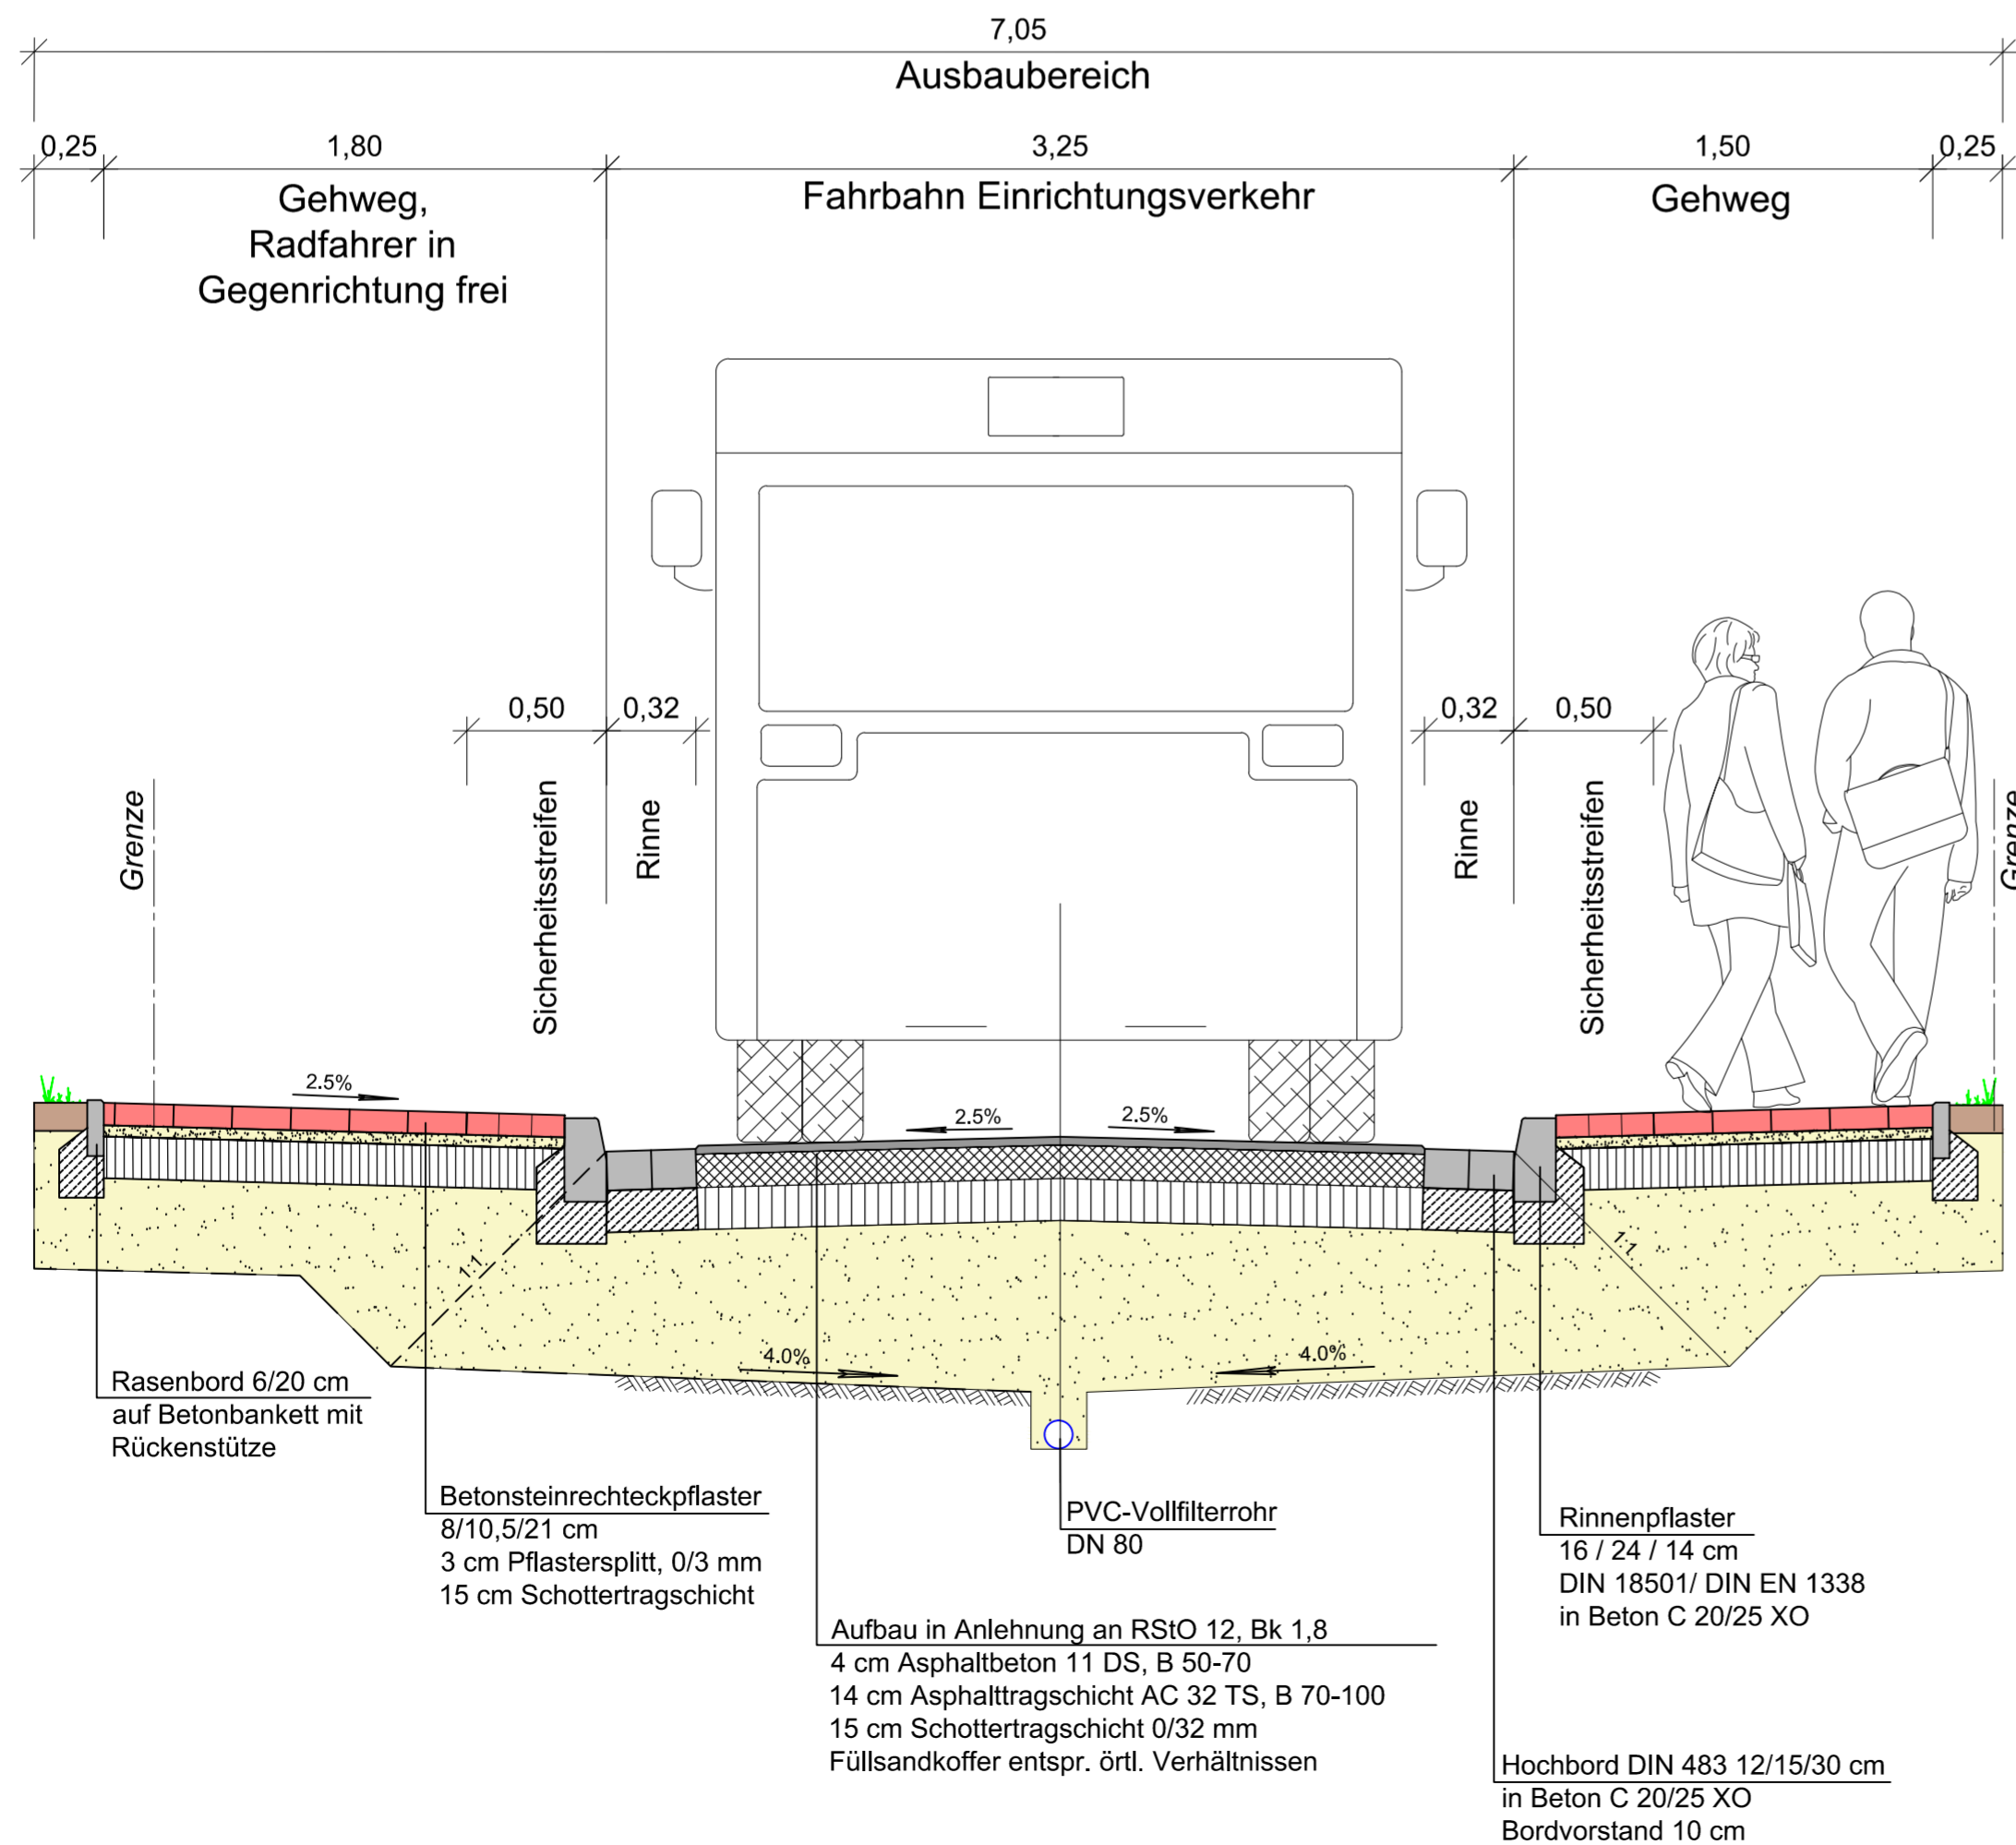 7,05
Ausbaubereich
0,25
1,80
3,25
1,50
0,25
Gehweg,
Radfahrer in
Gegenrichtung frei
Fahrbahn Einrichtungsverkehr
Gehweg
0,50
0,32
0,32
0,50
Grenze
Sicherheitsstreifen
Rinne
Rinne
Sicherheitsstreifen
Grenze
2.5%
2.5%
2.5%
1:1
1:1
4.0%
4.0%
Rasenbord 6/20 cm
auf Betonbankett mit
Rückenstütze
Betonsteinrechteckpflaster
8/10,5/21 cm
3 cm Pflastersplitt, 0/3 mm
15 cm Schottertragschicht
PVC-Vollfilterrohr
DN 80
Rinnenpflaster
16 / 24 / 14 cm
DIN 18501/ DIN EN 1338
in Beton C 20/25 XO
Aufbau in Anlehnung an RStO 12, Bk 1,8
4 cm Asphaltbeton 11 DS, B 50-70
14 cm Asphalttragschicht AC 32 TS, B 70-100
15 cm Schottertragschicht 0/32 mm
Füllsandkoffer entspr. örtl. Verhältnissen
Hochbord DIN 483 12/15/30 cm
in Beton C 20/25 XO
Bordvorstand 10 cm